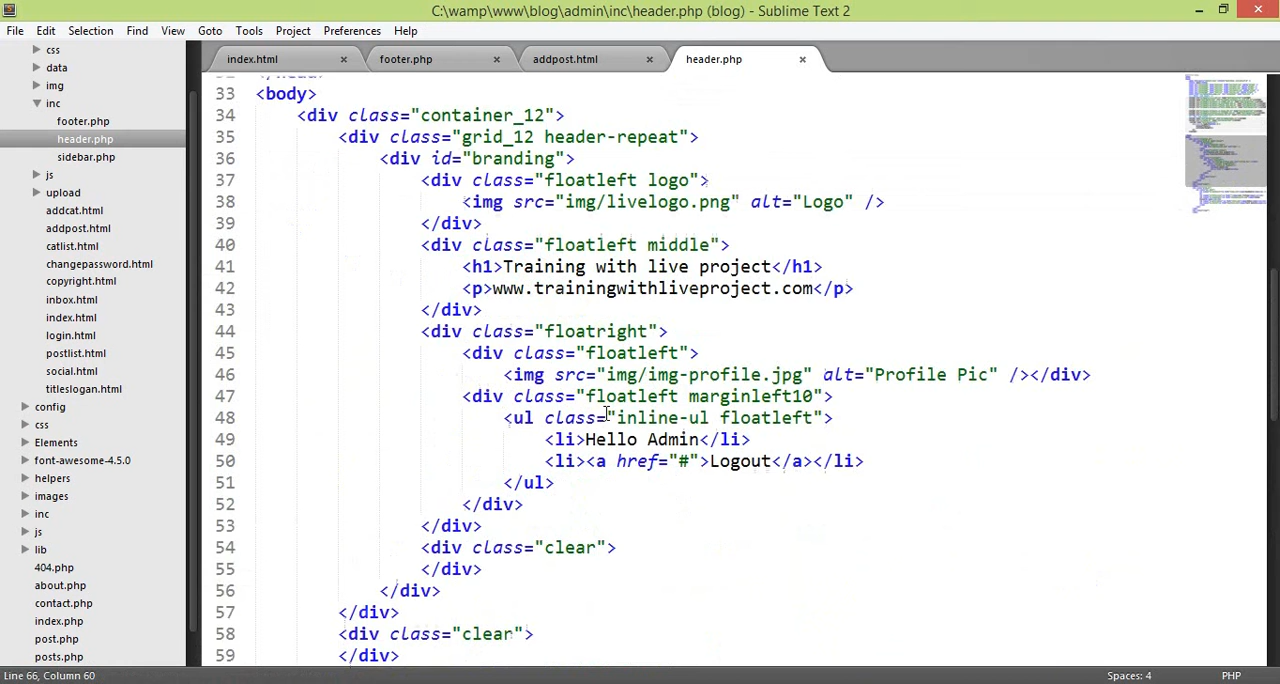 C:\wamp\www\blog\admin\inc\header.php (blog) - Sublime Text 2
File Edit Selection Find View Goto Tools Project Preferences Help
css
data
img
inc
footer.php
header.php
sidebar.php
js
upload
addcat.html
addpost.html
catlist.html
changepassword.html
copyright.html
inbox.html
index.html
login.html
postlist.html
social.html
titleslogan.html
config
css
Elements
font-awesome-4.5.0
helpers
images
inc
js
lib
404.php
about.php
contact.php
index.php
post.php
posts.php
index.html footer.php addpost.html header.php
33 <body>
34 <div class="container_12">
35 <div class="grid_12 header-repeat">
36 <div id="branding">
37 <div class="floatleft logo">
38 <img src="img/livelogo.png" alt="Logo" />
39 </div>
40 <div class="floatleft middle">
41 <h1>Training with live project</h1>
42 <p>www.trainingwithliveproject.com</p>
43 </div>
44 <div class="floatright">
45 <div class="floatleft">
46 <img src="img/img-profile.jpg" alt="Profile Pic" /></div>
47 <div class="floatleft marginleft10">
48 <ul class="inline-ul floatleft">
49 <li>Hello Admin</li>
50 <li><a href="#">Logout</a></li>
51 </ul>
52 </div>
53 </div>
54 <div class="clear">
55 </div>
56 </div>
57 </div>
58 <div class="clear">
59 </div>
Line 66, Column 60 Spaces: 4 PHP